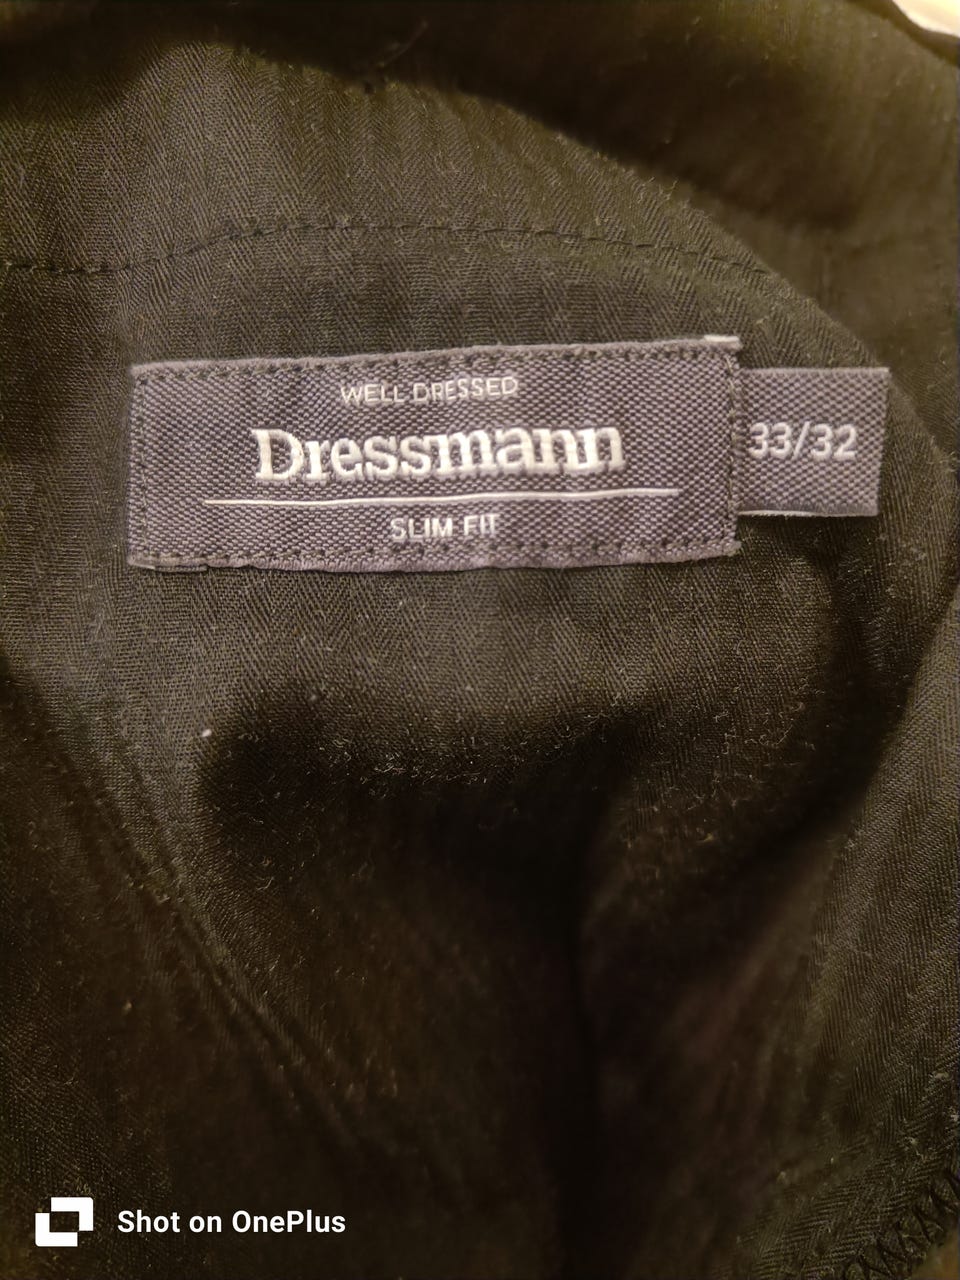 WELL DRESSED
Dressmann
SLIM FIT
33/32
Shot on OnePlus